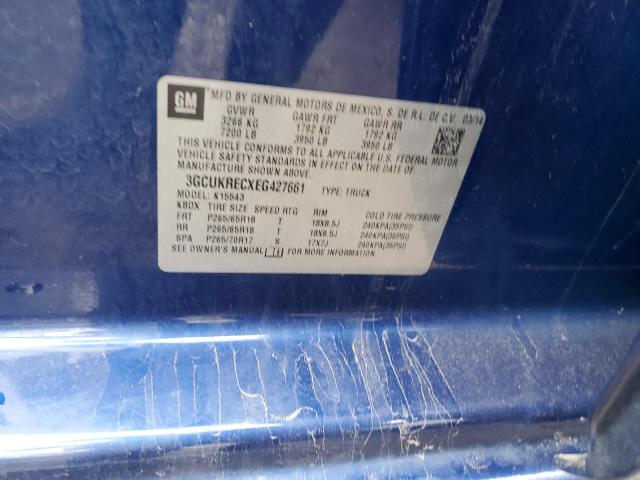 GM
MFD BY GENERAL MOTORS DE MEXICO, S. DE R.L. DE C.V. 03/14
GVWR GAWR FRT GAWR RR
3266 KG 1792 KG 1792 KG
7200 LB 3950 LB 3950 LB
THIS VEHICLE CONFORMS TO ALL APPLICABLE U.S. FEDERAL MOTOR
VEHICLE SAFETY STANDARDS IN EFFECT ON THE DATE OF
MANUFACTURE SHOWN ABOVE.
3GCUKRECXEG427661 TYPE: TRUCK
MODEL: K15543
KBDX TIRE SIZE SPEED RTG RIM COLD TIRE PRESSURE
FRT P265/65R18 T 18X8.5J 240KPA(35PSI)
RR P265/65R18 T 18X8.5J 240KPA(35PSI)
SPA P265/70R17 S 17X7J 240KPA(35PSI)
SEE OWNER'S MANUAL FOR MORE INFORMATION.